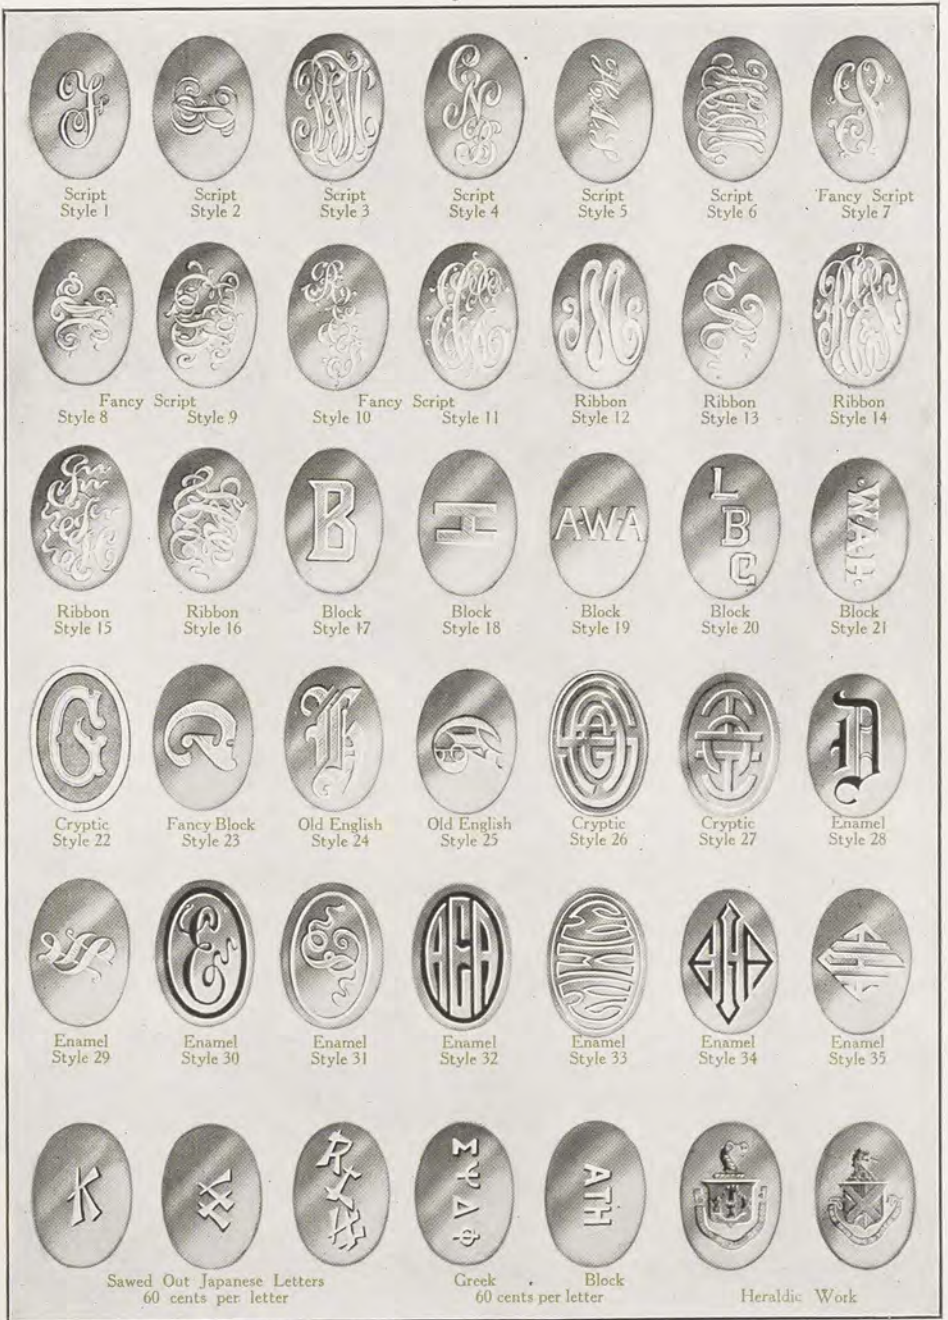 Script Style 1
Script Style 2
Script Style 3
Script Style 4
Script Style 5
Script Style 6
Fancy Script Style 7
Fancy Script
Style 8
Style 9
Fancy Script
Style 10
Style 11
Ribbon Style 12
Ribbon Style 13
Ribbon Style 14
Ribbon Style 15
Ribbon Style 16
B
Block Style 17
H
Block Style 18
AWA
Block Style 19
L
B
C
Block Style 20
·W.A.H.
Block Style 21
G
Cryptic Style 22
Fancy Block Style 23
Old English Style 24
Old English Style 25
Cryptic Style 26
Cryptic Style 27
D
Enamel Style 28
Enamel Style 29
E
Enamel Style 30
Enamel Style 31
AEA
Enamel Style 32
Enamel Style 33
Enamel Style 34
Enamel Style 35
K
Sawed Out Japanese Letters
60 cents per letter
Σ
Ψ
Δ
Φ
Greek
ATH
Block
60 cents per letter
Heraldic Work